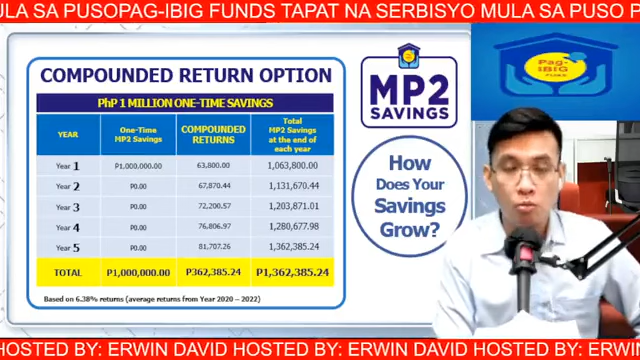 MULA SA PUSOPAG-IBIG FUNDS TAPAT NA SERBISYO MULA SA PUSO P
COMPOUNDED RETURN OPTION
PhP 1 MILLION ONE-TIME SAVINGS
YEAR One-Time MP2 Savings COMPOUNDED RETURNS Total MP2 Savings at the end of each year
Year 1 P1,000,000.00 63,800.00 1,063,800.00
Year 2 P0.00 67,870.44 1,131,670.44
Year 3 P0.00 72,200.57 1,203,871.01
Year 4 P0.00 76,806.97 1,280,677.98
Year 5 P0.00 81,707.26 1,362,385.24
TOTAL P1,000,000.00 P362,385.24 P1,362,385.24
Based on 6.38% returns (average returns from Year 2020 – 2022)
MP2
SAVINGS
How
Does Your
Savings
Grow?
Pag-
IBIG
FUND
HOSTED BY: ERWIN DAVID HOSTED BY: ERWIN DAVID HOSTED BY: ERW